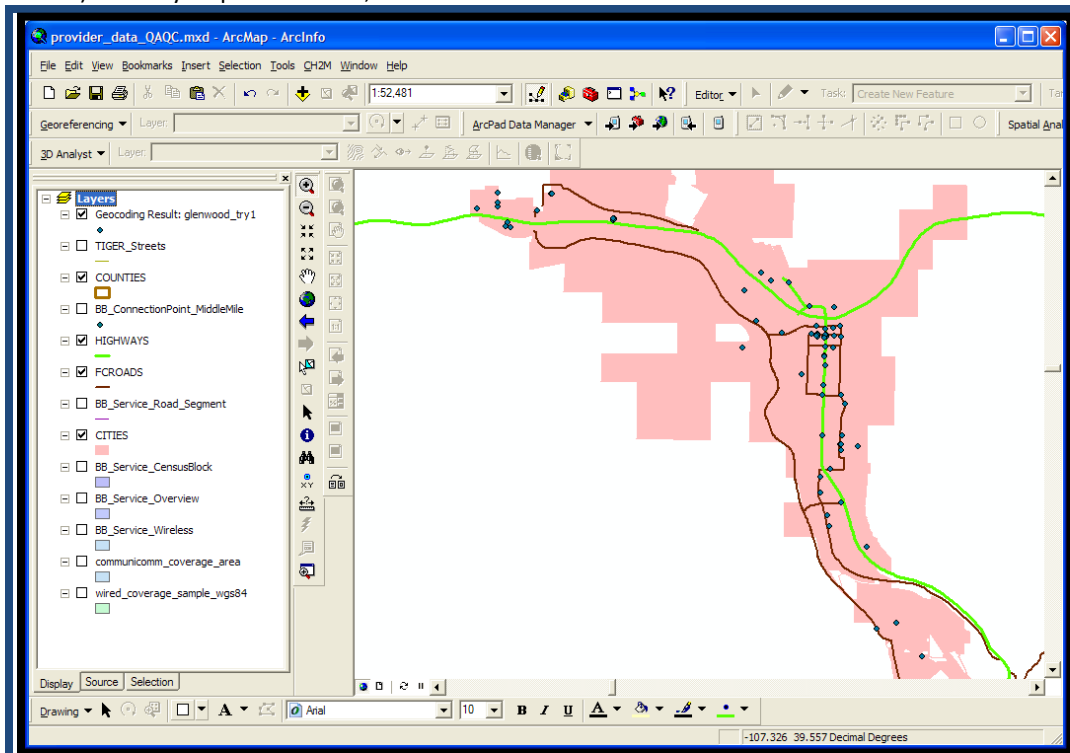 provider_data_QAQC.mxd - ArcMap - ArcInfo
File Edit View Bookmarks Insert Selection Tools CH2M Window Help
1:52,481 Editor Task: Create New Feature
Georeferencing Layer: ArcPad Data Manager Spatial Anal
3D Analyst Layer:
Layers
Geocoding Result: glenwood_try1
TIGER_Streets
COUNTIES
BB_ConnectionPoint_MiddleMile
HIGHWAYS
FCROADS
BB_Service_Road_Segment
CITIES
BB_Service_CensusBlock
BB_Service_Overview
BB_Service_Wireless
communicomm_coverage_area
wired_coverage_sample_wgs84
Display Source Selection
Drawing A Arial 10 B I U A
-107.326 39.557 Decimal Degrees